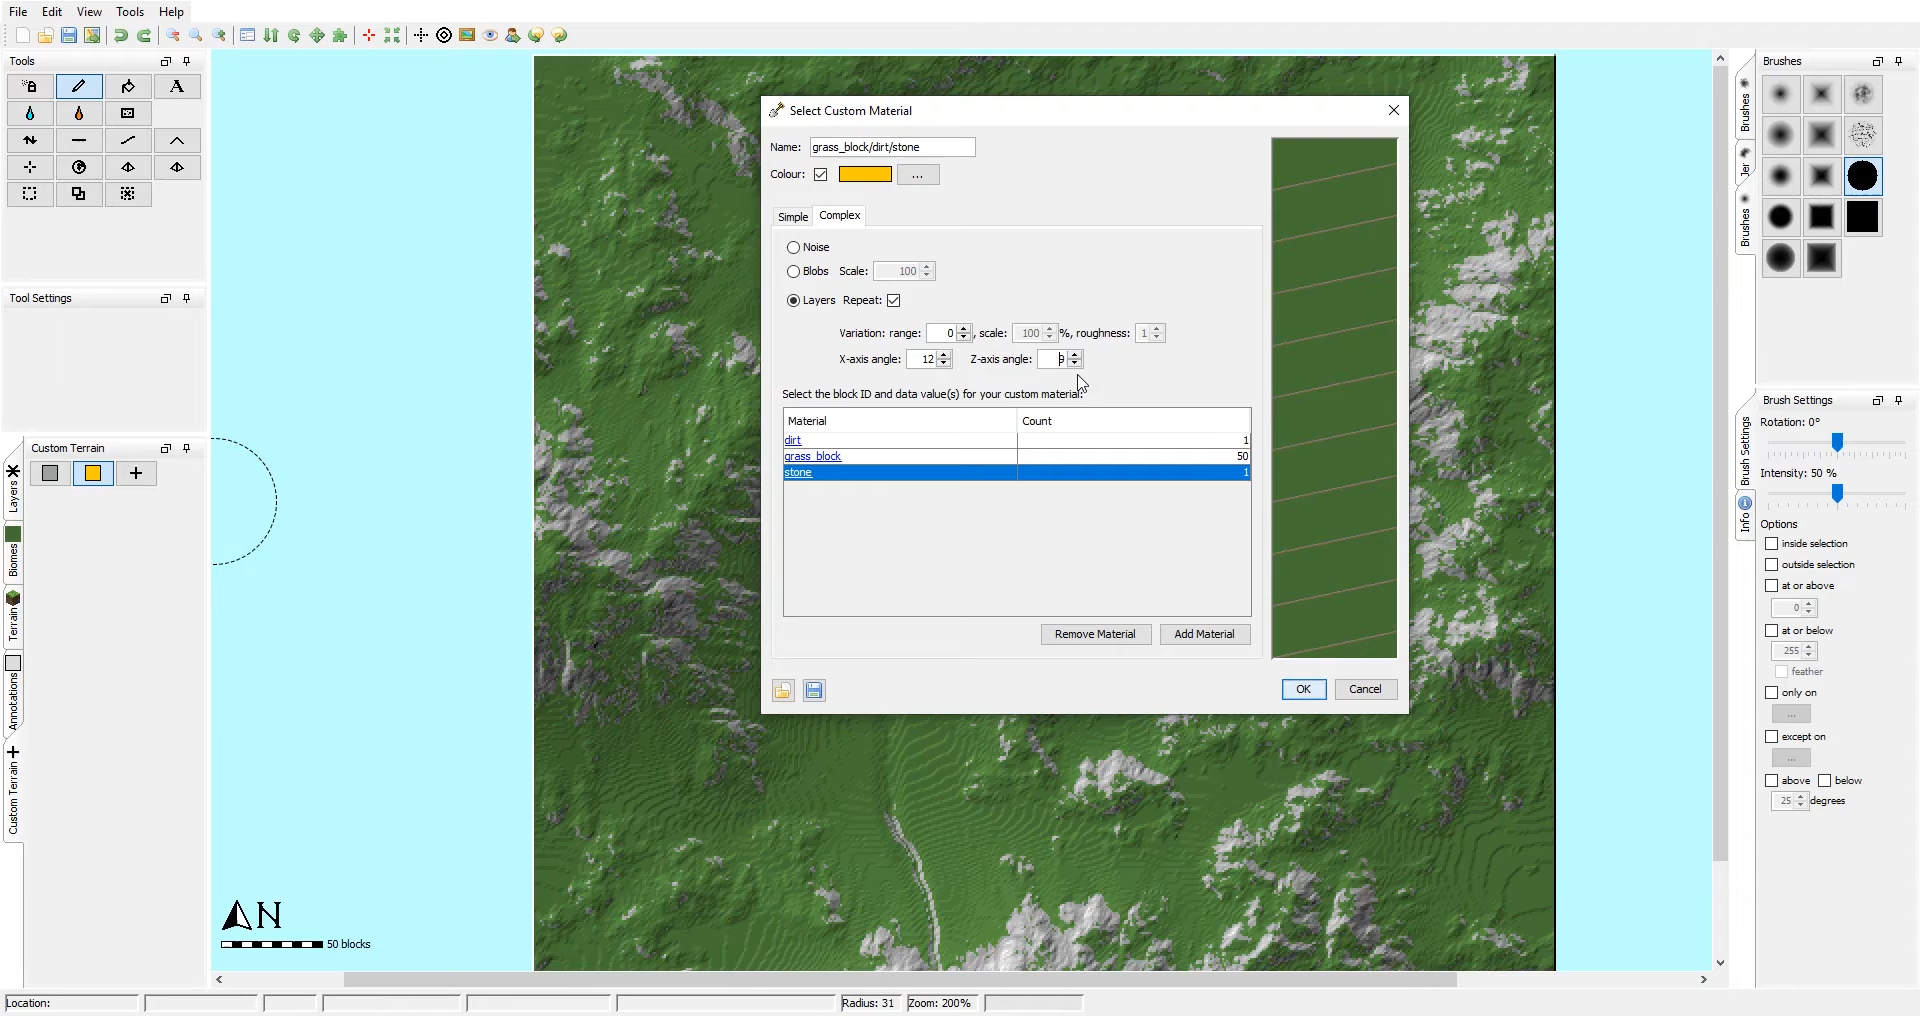 File Edit View Tools Help
Tools
A
Tool Settings
Custom Terrain
Layers
Biomes
Terrain
Annotations
Custom Terrain
Select Custom Material
Name: grass_block/dirt/stone
Colour: ...
Simple Complex
Noise
Blobs Scale: 100
Layers Repeat:
Variation: range: 0 , scale: 100 %, roughness: 1
X-axis angle: 12 Z-axis angle: 9
Select the block ID and data value(s) for your custom material:
Material Count
dirt 1
grass_block 50
stone 1
Remove Material Add Material
OK Cancel
N
50 blocks
Brushes
Brushes
Brushes
Brush Settings
Info
Brush Settings
Rotation: 0°
Intensity: 50 %
Options
inside selection
outside selection
at or above
0
at or below
255
feather
only on
...
except on
...
above below
25 degrees
Location:
Radius: 31 Zoom: 200%